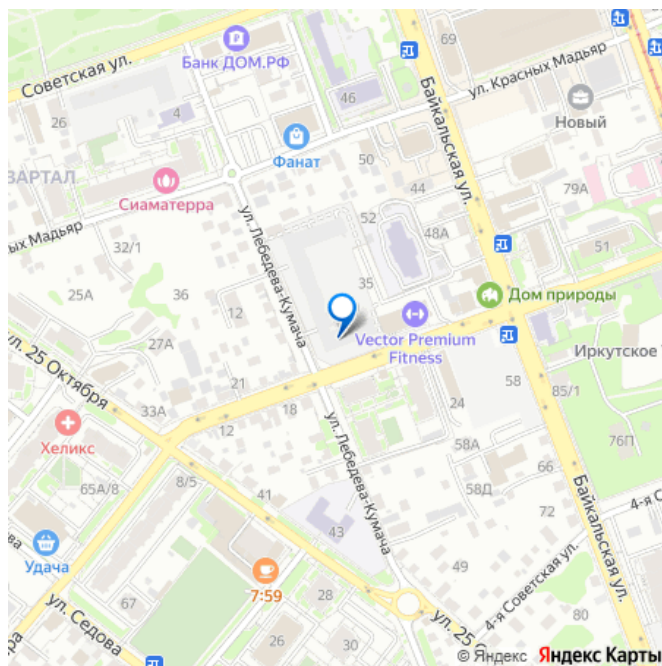 69
Банк ДОМ.РФ
Советская ул.
ул. Красных Мадьяр
Байкальская ул.
46
4
26
Новый
Фанат
50
ЗАРТАЛ
Сиаматерра
44
79А
52
ых Мадьяр
32/1
48А
51
ул. Лебедева-Кумача
35
25А
36
Дом природы
12
Vector Premium
Fitness
27А
Иркутское
ул. 25 Октября
21
58
85/1
33А
18
24
Хеликс
12
58А
76П
ул. Лебедева-Кумача
66
8/5
65А/8
41
58Д
Байкальская ул.
72
4-я Со
43
Удача
49
7:59
4-я Советская ул.
67
28
ул. Седова
ул. 25
26
30
© Яндекс Яндекс Карты